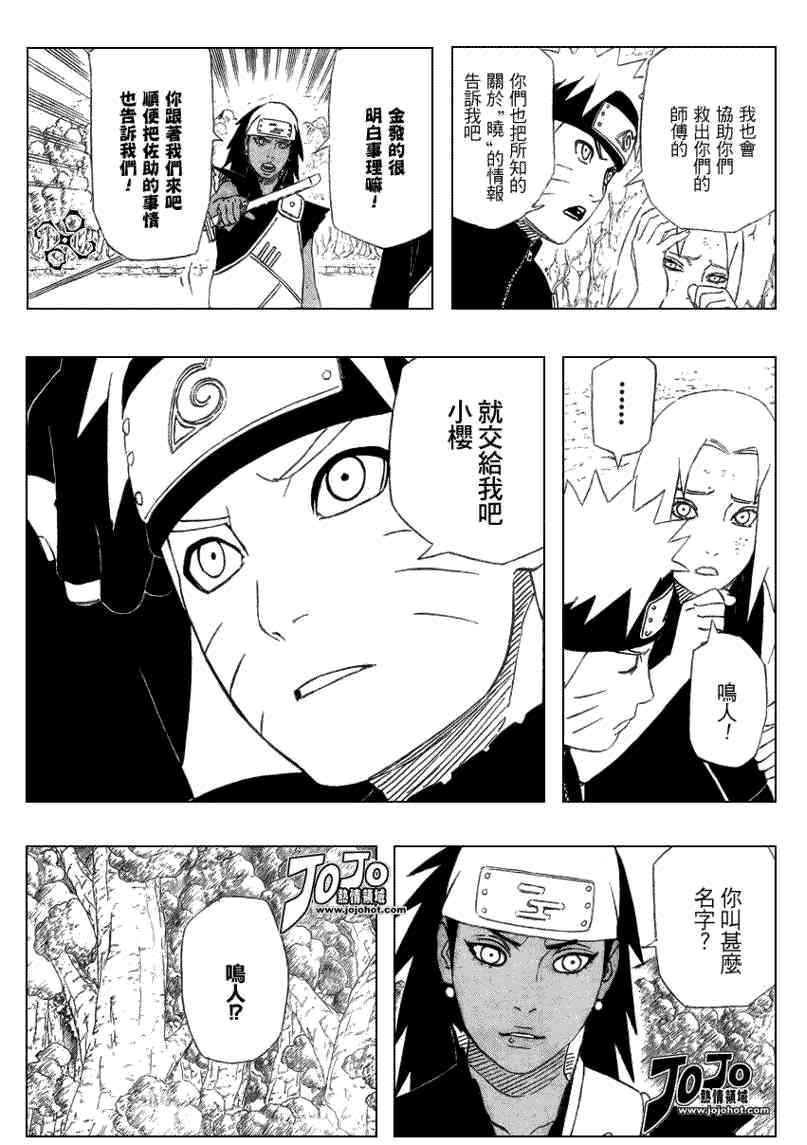 我也會
協助你們
救出你們的
師傅的
你們也把所知的
關於”曉“的情報
告訴我吧
金發的很
明白事理嘛！
你跟著我們來吧
順便把佐助的事情
也告訴我們！
……
鳴人！
就交給我吧
小櫻
你叫甚麼
名字？
鳴人!?
JOJO
熱情領域
www.jojohot.com
JOJO
熱情領域
www.jojohot.com